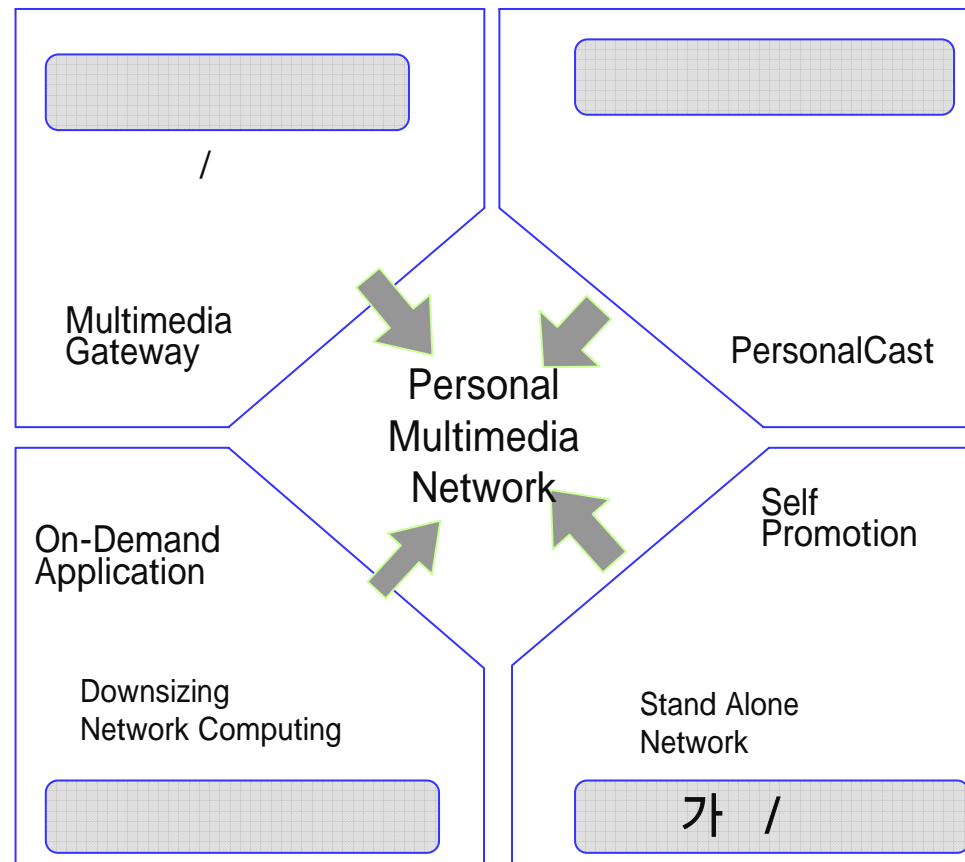 /
Multimedia
Gateway
PersonalCast
Personal
Multimedia
Network
On-Demand
Application
Self
Promotion
Downsizing
Network Computing
Stand Alone
Network
가 /